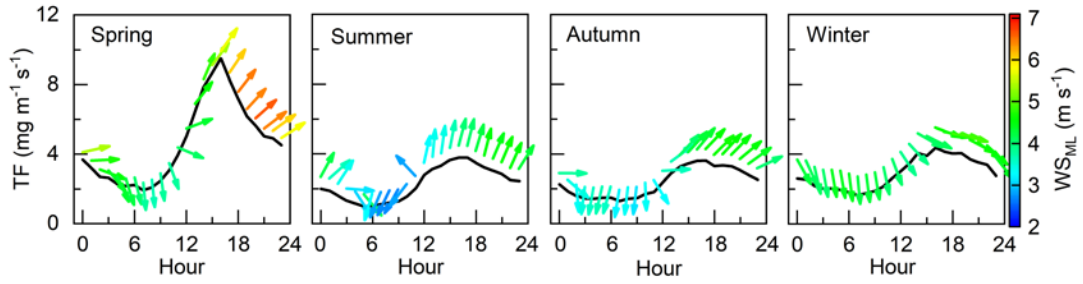 Spring
Summer
Autumn
Winter
TF (mg m⁻¹ s⁻¹)
12
8
4
0
0 6 12 18 24
0 6 12 18 24
0 6 12 18 24
0 6 12 18 24
Hour
Hour
Hour
Hour
7
6
5
4
3
2
WS_ML (m s⁻¹)